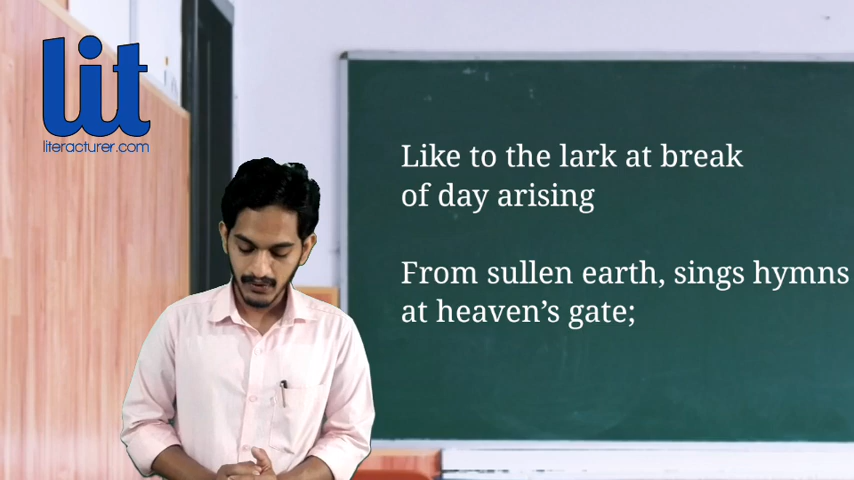 lit
literacturer.com
Like to the lark at break
of day arising
From sullen earth, sings hymns
at heaven’s gate;